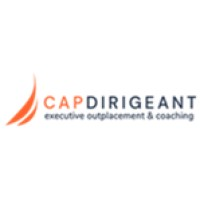 CAPDIRIGEANT
executive outplacement & coaching